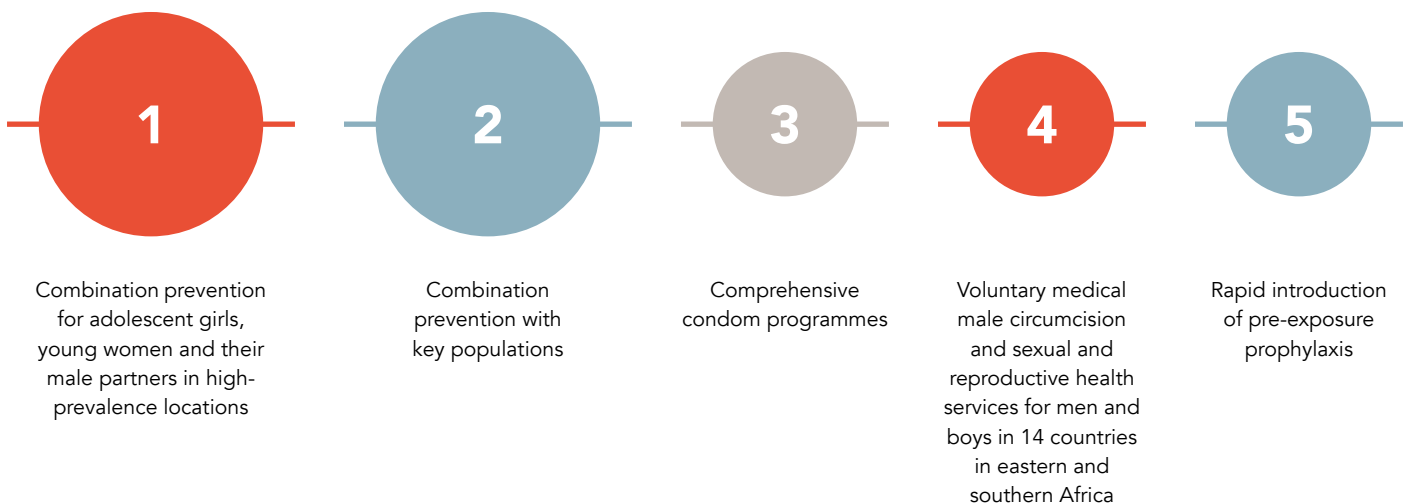 1
Combination prevention
for adolescent girls,
young women and their
male partners in high-
prevalence locations
2
Combination
prevention with
key populations
3
Comprehensive
condom programmes
4
Voluntary medical
male circumcision
and sexual and
reproductive health
services for men and
boys in 14 countries
in eastern and
southern Africa
5
Rapid introduction
of pre-exposure
prophylaxis